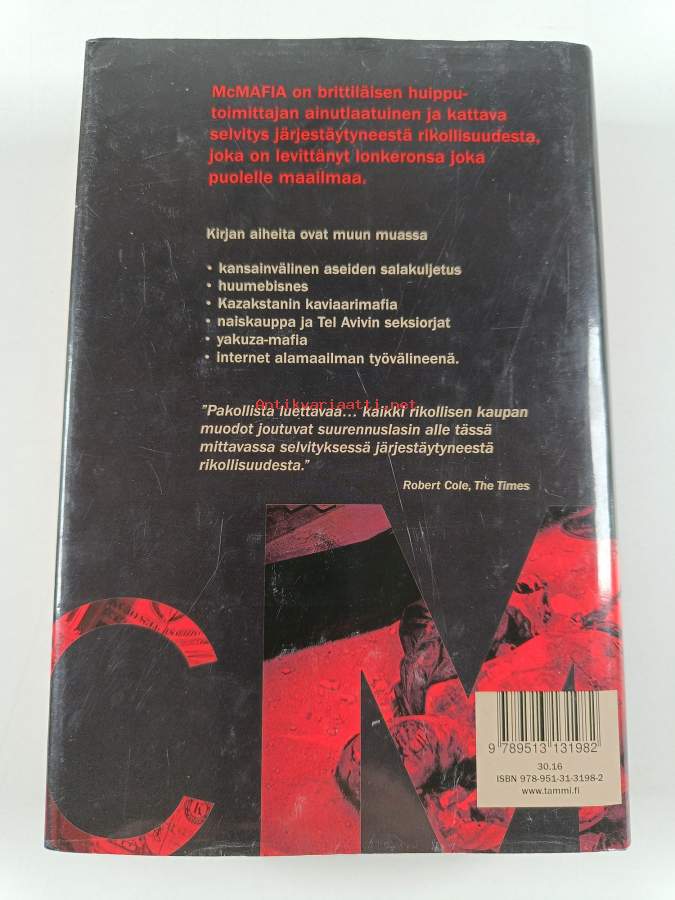 McMAFIA on brittiläisen huippu-
toimittajan ainutlaatuinen ja kattava
selvitys järjestäytyneestä rikollisuudesta,
joka on levittänyt lonkeronsa joka
puolelle maailmaa.
Kirjan aiheita ovat muun muassa
• kansainvälinen aseiden salakuljetus
• huumebisnes
• Kazakstanin kaviaarimafia
• naiskauppa ja Tel Avivin seksiorjat
• yakuza-mafia
• internet alamaailman työvälineenä.
Antikvariaatti.net
"Pakollista luettavaa... kaikki rikollisen kaupan
muodot joutuvat suurennuslasin alle tässä
mittavassa selvityksessä järjestäytyneestä
rikollisuudesta."
Robert Cole, The Times
CM
9 789513 131982
30.16
ISBN 978-951-31-3198-2
www.tammi.fi